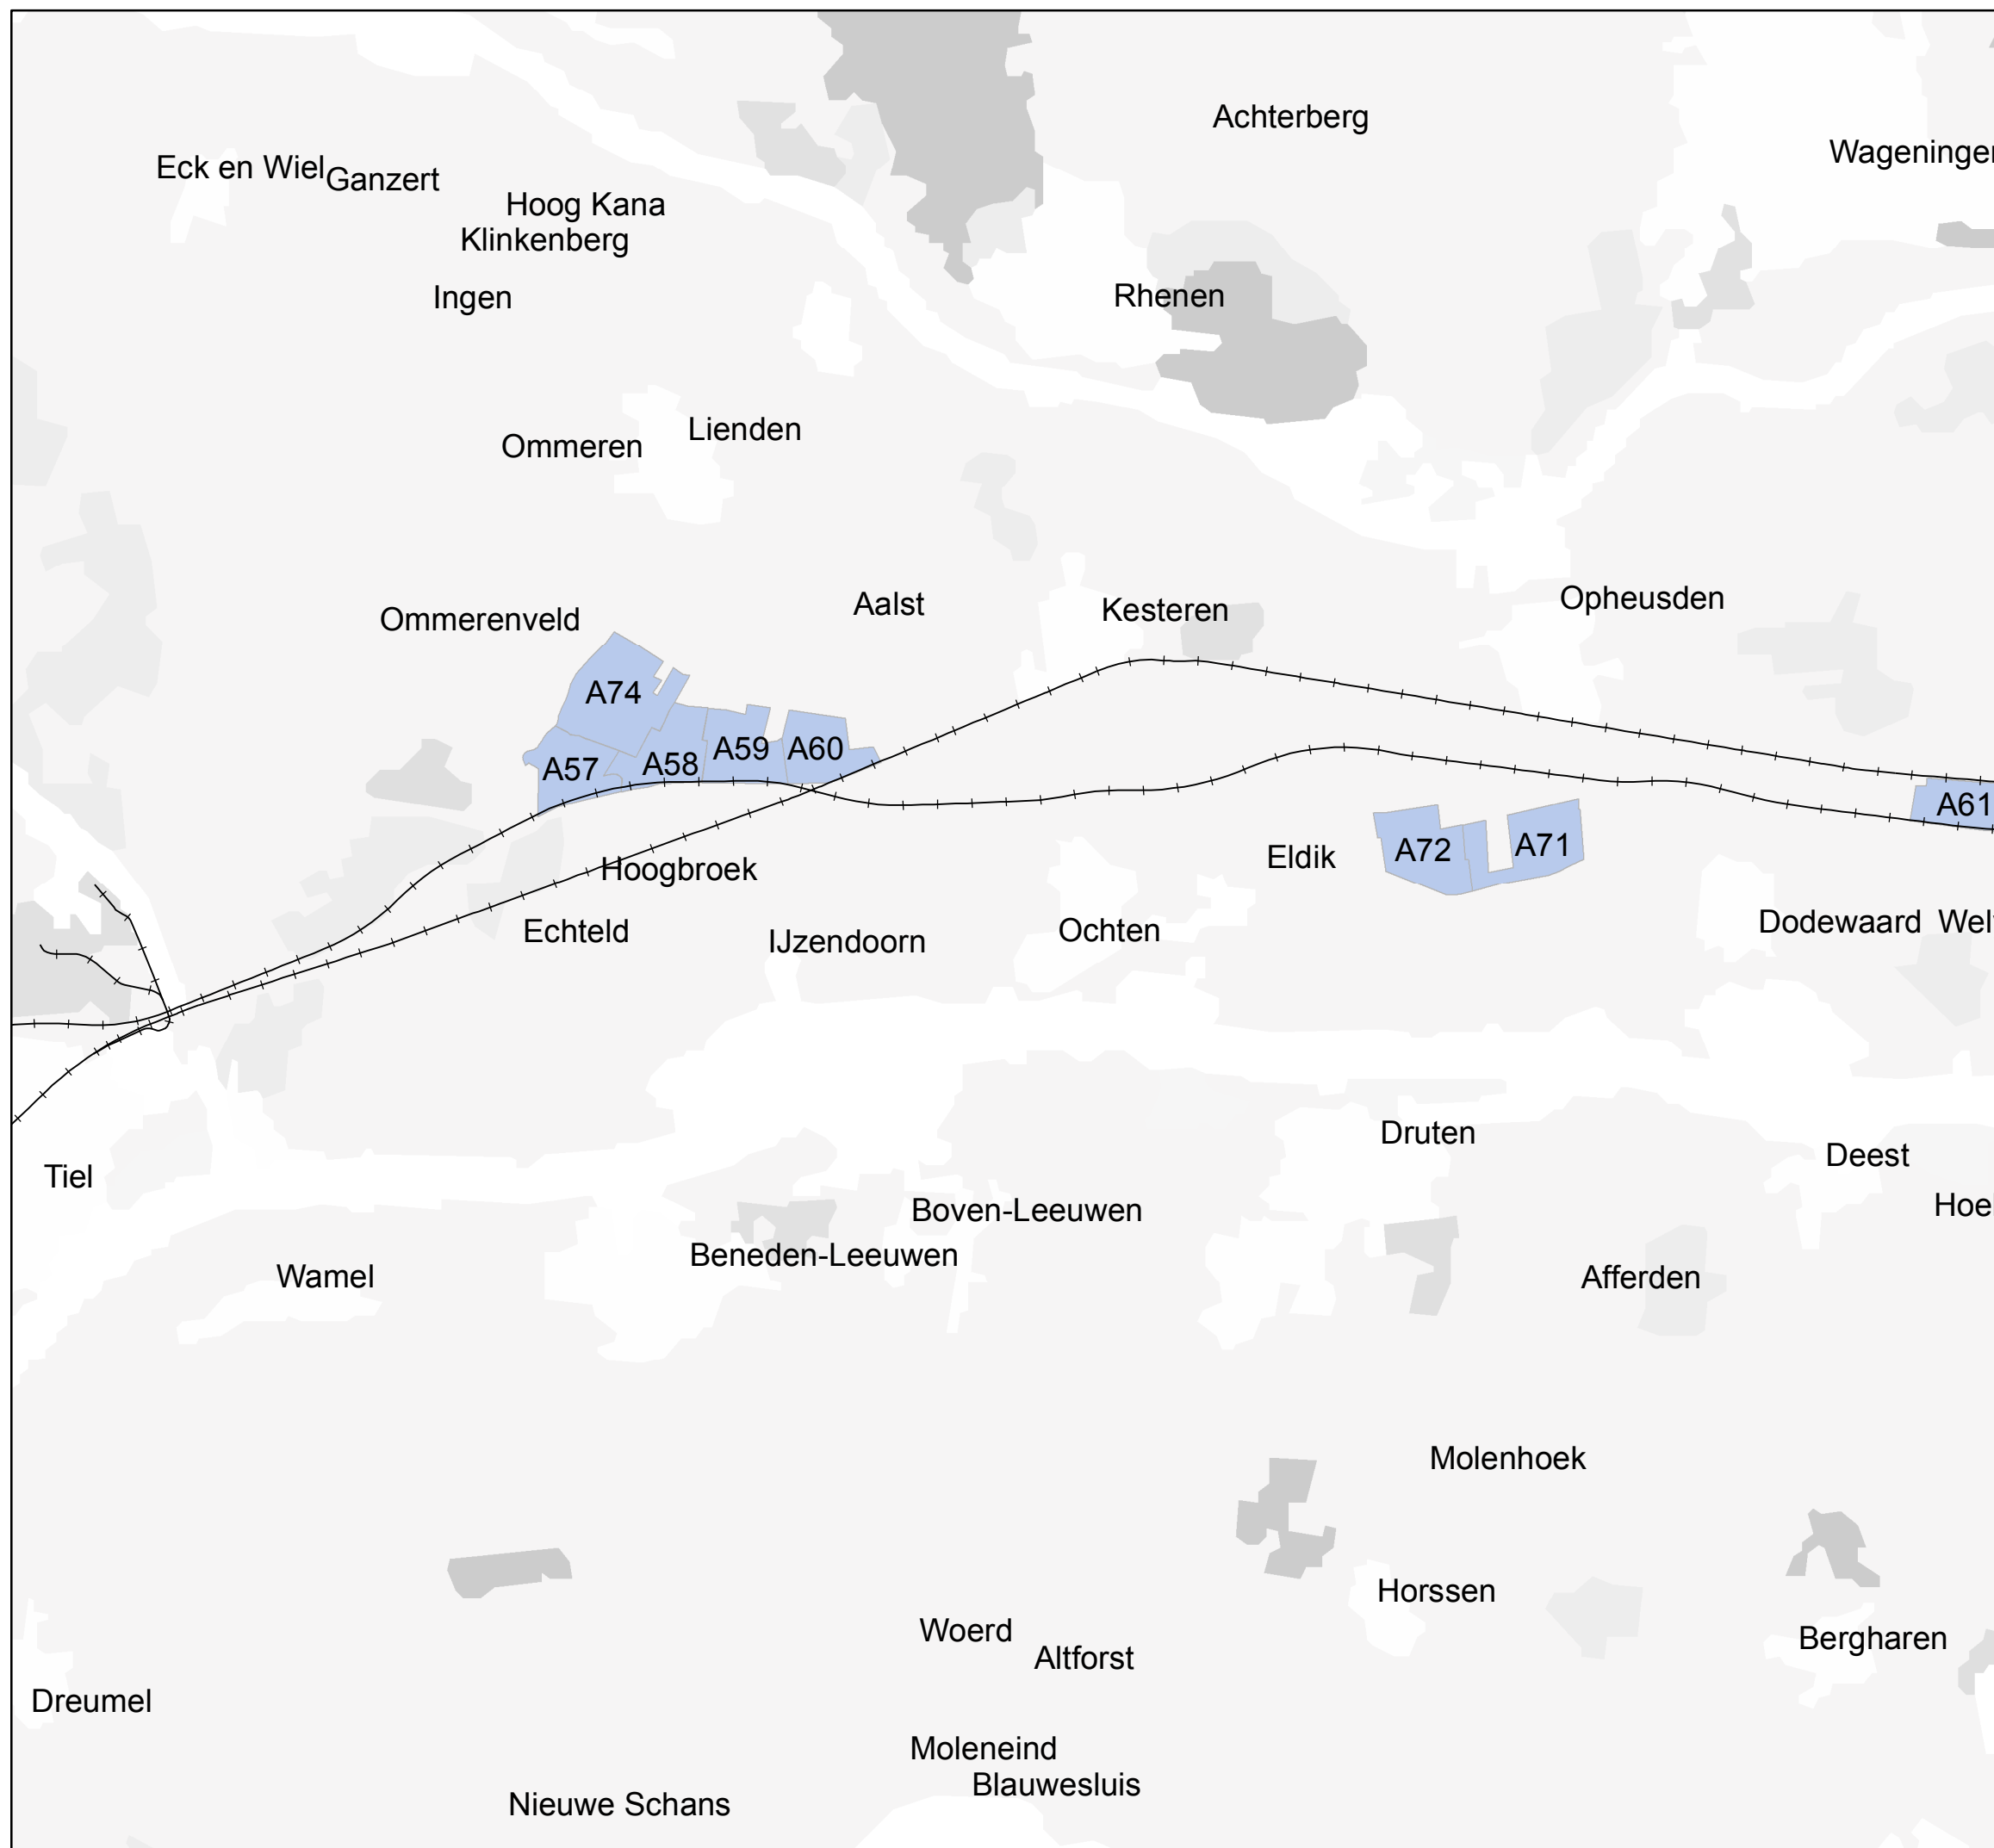 Achterberg
Wageningen
Eck en Wiel
Ganzert
Hoog Kana
Klinkenberg
Ingen
Rhenen
Lienden
Ommeren
Opheusden
Aalst
Kesteren
Ommerenveld
A74
A59
A60
A57
A58
A61
A72
A71
Eldik
Hoogbroek
Dodewaard
Echteld
IJzendoorn
Ochten
Druten
Deest
Tiel
Boven-Leeuwen
Beneden-Leeuwen
Wamel
Afferden
Molenhoek
Horssen
Woerd
Altforst
Bergharen
Dreumel
Moleneind
Blauwesluis
Nieuwe Schans